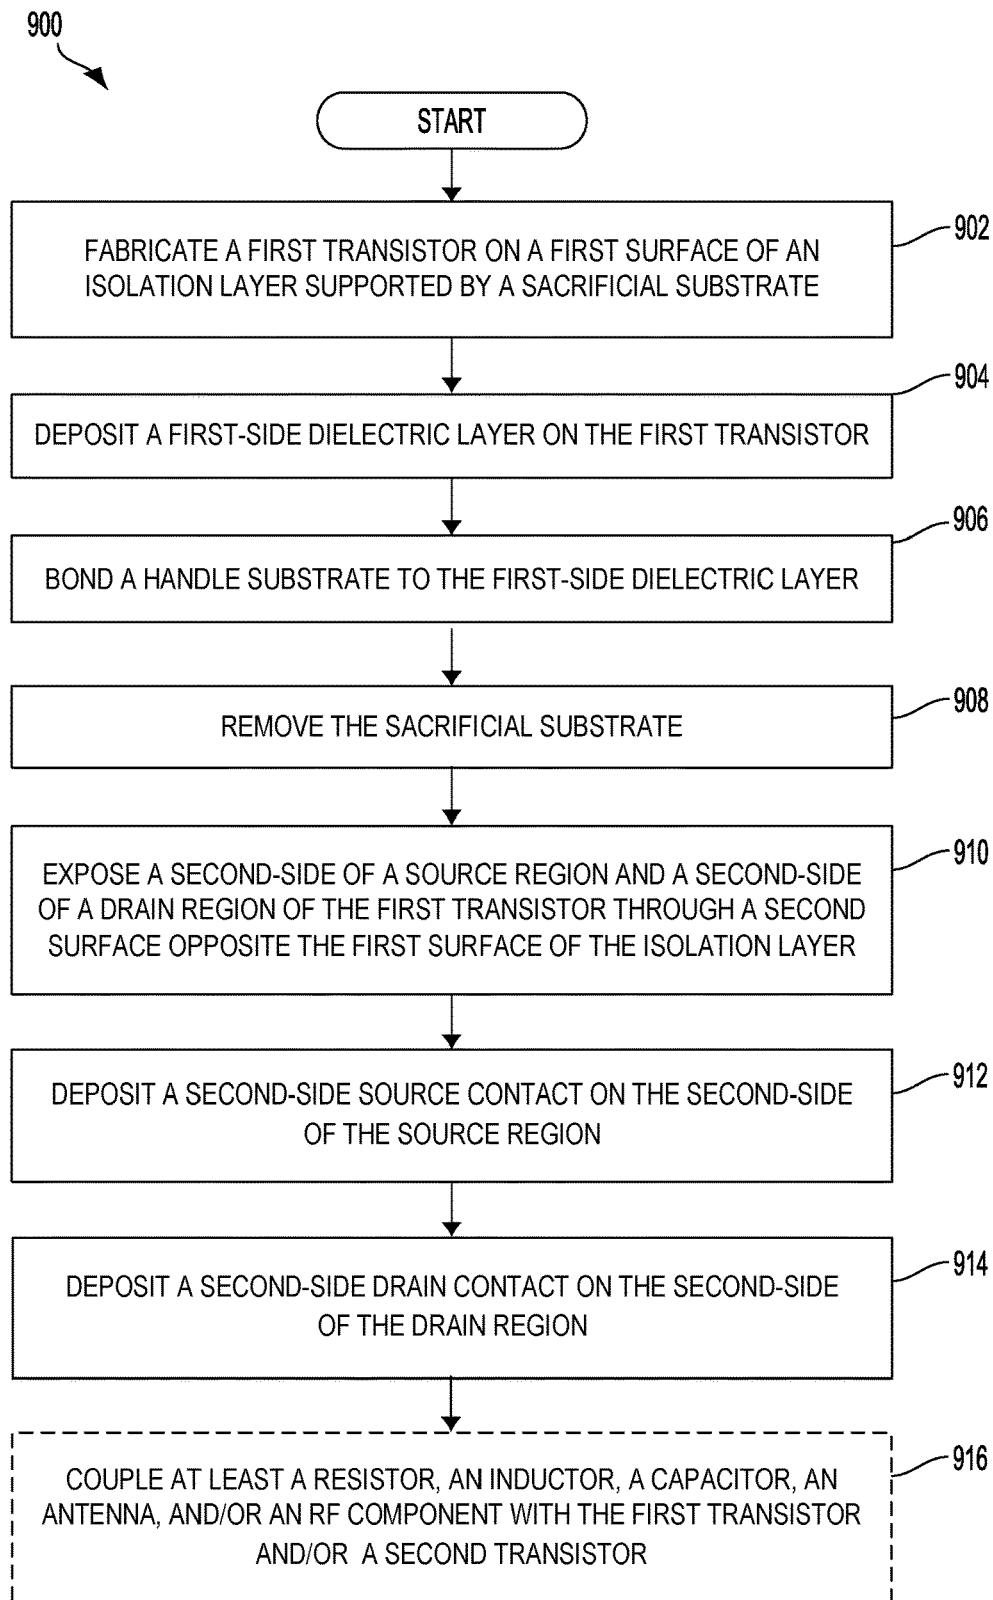 900
START
902
FABRICATE A FIRST TRANSISTOR ON A FIRST SURFACE OF AN
ISOLATION LAYER SUPPORTED BY A SACRIFICIAL SUBSTRATE
904
DEPOSIT A FIRST-SIDE DIELECTRIC LAYER ON THE FIRST TRANSISTOR
906
BOND A HANDLE SUBSTRATE TO THE FIRST-SIDE DIELECTRIC LAYER
908
REMOVE THE SACRIFICIAL SUBSTRATE
910
EXPOSE A SECOND-SIDE OF A SOURCE REGION AND A SECOND-SIDE
OF A DRAIN REGION OF THE FIRST TRANSISTOR THROUGH A SECOND
SURFACE OPPOSITE THE FIRST SURFACE OF THE ISOLATION LAYER
912
DEPOSIT A SECOND-SIDE SOURCE CONTACT ON THE SECOND-SIDE
OF THE SOURCE REGION
914
DEPOSIT A SECOND-SIDE DRAIN CONTACT ON THE SECOND-SIDE
OF THE DRAIN REGION
916
COUPLE AT LEAST A RESISTOR, AN INDUCTOR, A CAPACITOR, AN
ANTENNA, AND/OR AN RF COMPONENT WITH THE FIRST TRANSISTOR
AND/OR A SECOND TRANSISTOR